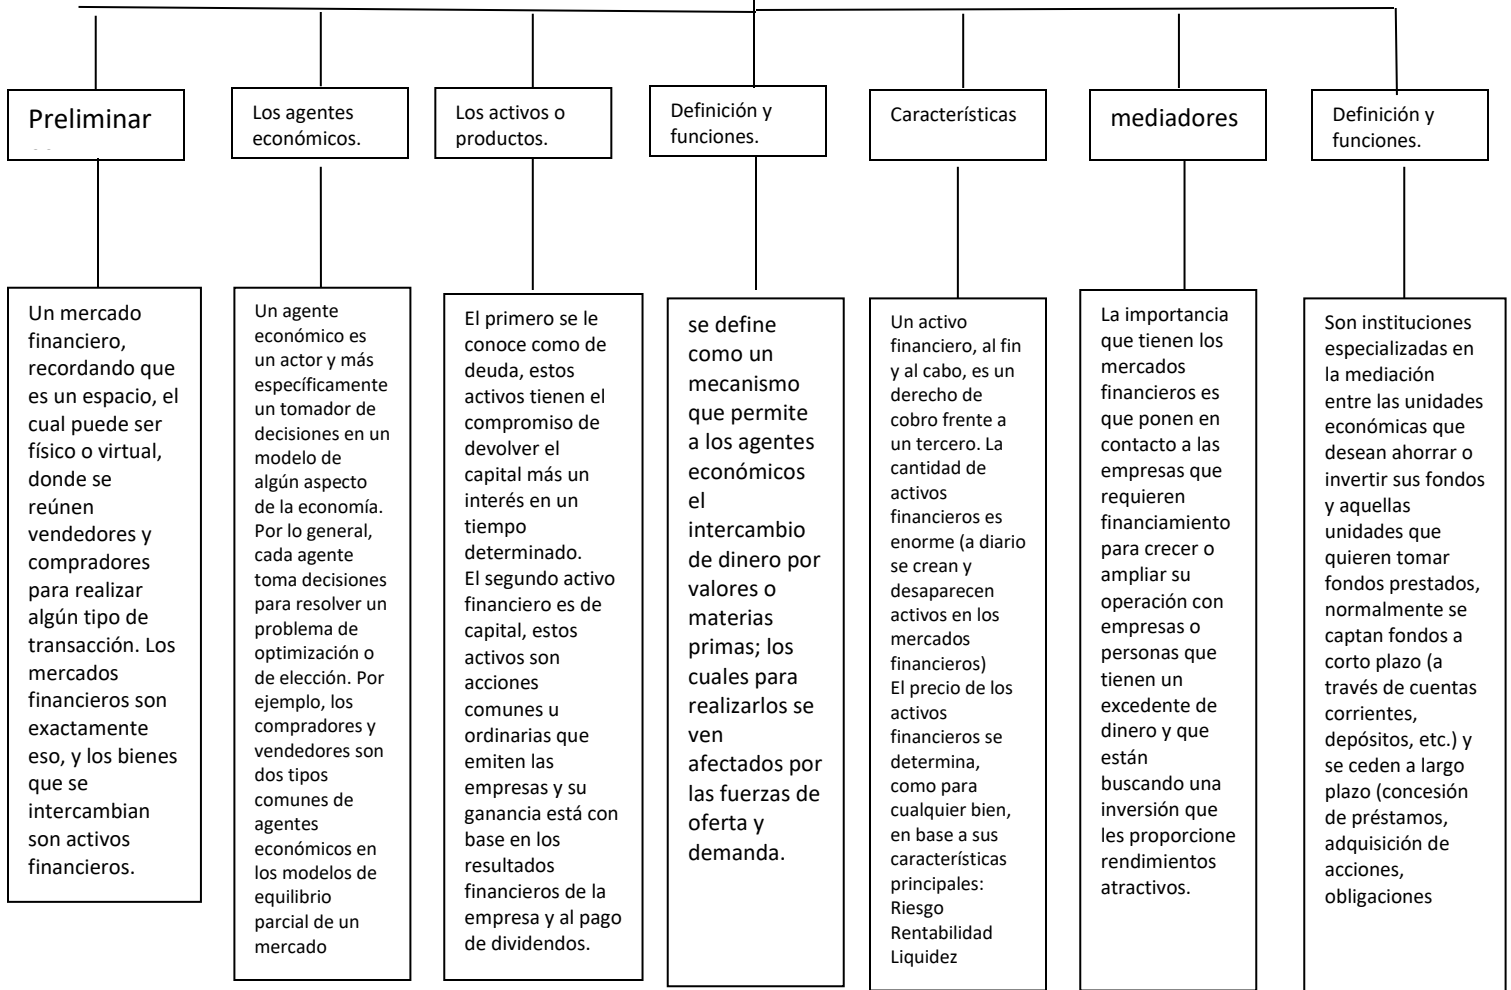 Preliminar
Los agentes
económicos.
Los activos o
productos.
Definición y
funciones.
Características
mediadores
Definición y
funciones.
Un mercado
financiero,
recordando que
es un espacio, el
cual puede ser
físico o virtual,
donde se
reúnen
vendedores y
compradores
para realizar
algún tipo de
transacción. Los
mercados
financieros son
exactamente
eso, y los bienes
que se
intercambian
son activos
financieros.
Un agente
económico es
un actor y más
específicamente
un tomador de
decisiones en un
modelo de
algún aspecto
de la economía.
Por lo general,
cada agente
toma decisiones
para resolver un
problema de
optimización o
de elección. Por
ejemplo, los
compradores y
vendedores son
dos tipos
comunes de
agentes
económicos en
los modelos de
equilibrio
parcial de un
mercado
El primero se le
conoce como de
deuda, estos
activos tienen el
compromiso de
devolver el
capital más un
interés en un
tiempo
determinado.
El segundo activo
financiero es de
capital, estos
activos son
acciones
comunes u
ordinarias que
emiten las
empresas y su
ganancia está con
base en los
resultados
financieros de la
empresa y al pago
de dividendos.
se define
como un
mecanismo
que permite
a los agentes
económicos
el
intercambio
de dinero por
valores o
materias
primas; los
cuales para
realizarlos se
ven
afectados por
las fuerzas de
oferta y
demanda.
Un activo
financiero, al fin
y al cabo, es un
derecho de
cobro frente a
un tercero. La
cantidad de
activos
financieros es
enorme (a diario
se crean y
desaparecen
activos en los
mercados
financieros)
El precio de los
activos
financieros se
determina,
como para
cualquier bien,
en base a sus
características
principales:
Riesgo
Rentabilidad
Liquidez
La importancia
que tienen los
mercados
financieros es
que ponen en
contacto a las
empresas que
requieren
financiamiento
para crecer o
ampliar su
operación con
empresas o
personas que
tienen un
excedente de
dinero y que
están
buscando una
inversión que
les proporcione
rendimientos
atractivos.
Son instituciones
especializadas en
la mediación
entre las unidades
económicas que
desean ahorrar o
invertir sus fondos
y aquellas
unidades que
quieren tomar
fondos prestados,
normalmente se
captan fondos a
corto plazo (a
través de cuentas
corrientes,
depósitos, etc.) y
se ceden a largo
plazo (concesión
de préstamos,
adquisición de
acciones,
obligaciones